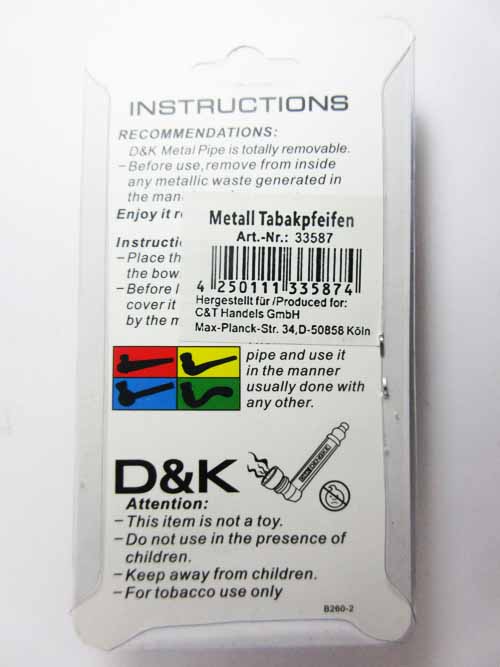 INSTRUCTIONS
RECOMMENDATIONS:
D&K Metal Pipe is totally removable.
-Before use, remove from inside
any metallic waste generated in
the
Enjoy it
Metall Tabakpfeifen
Art.-Nr.: 33587
4 250111 335874
Hergestellt für /Produced for:
C&T Handels GmbH
Max-Planck-Str. 34,D-50858 Köln
-Place
the
-Before
cover it
by the
pipe and use it
in the manner
usually done with
any other.
D&K
Attention:
-This item is not a toy.
-Do not use in the presence of
children.
-Keep away from children.
-For tobacco use only
B260-2